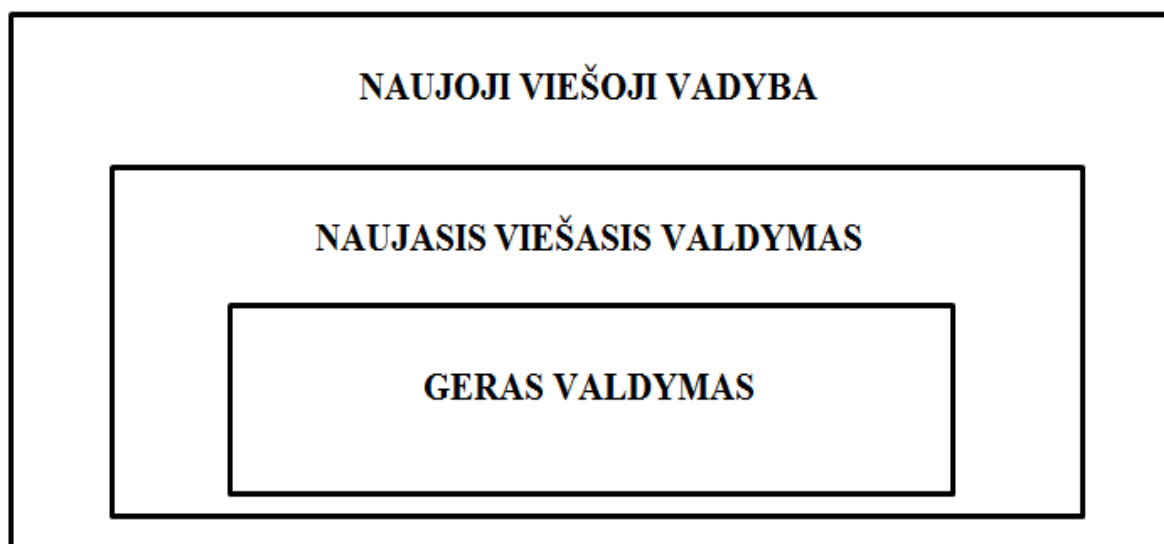 NAUJOJI VIEŠOJI VADYBA
NAUJASIS VIEŠASIS VALDYMAS
GERAS VALDYMAS